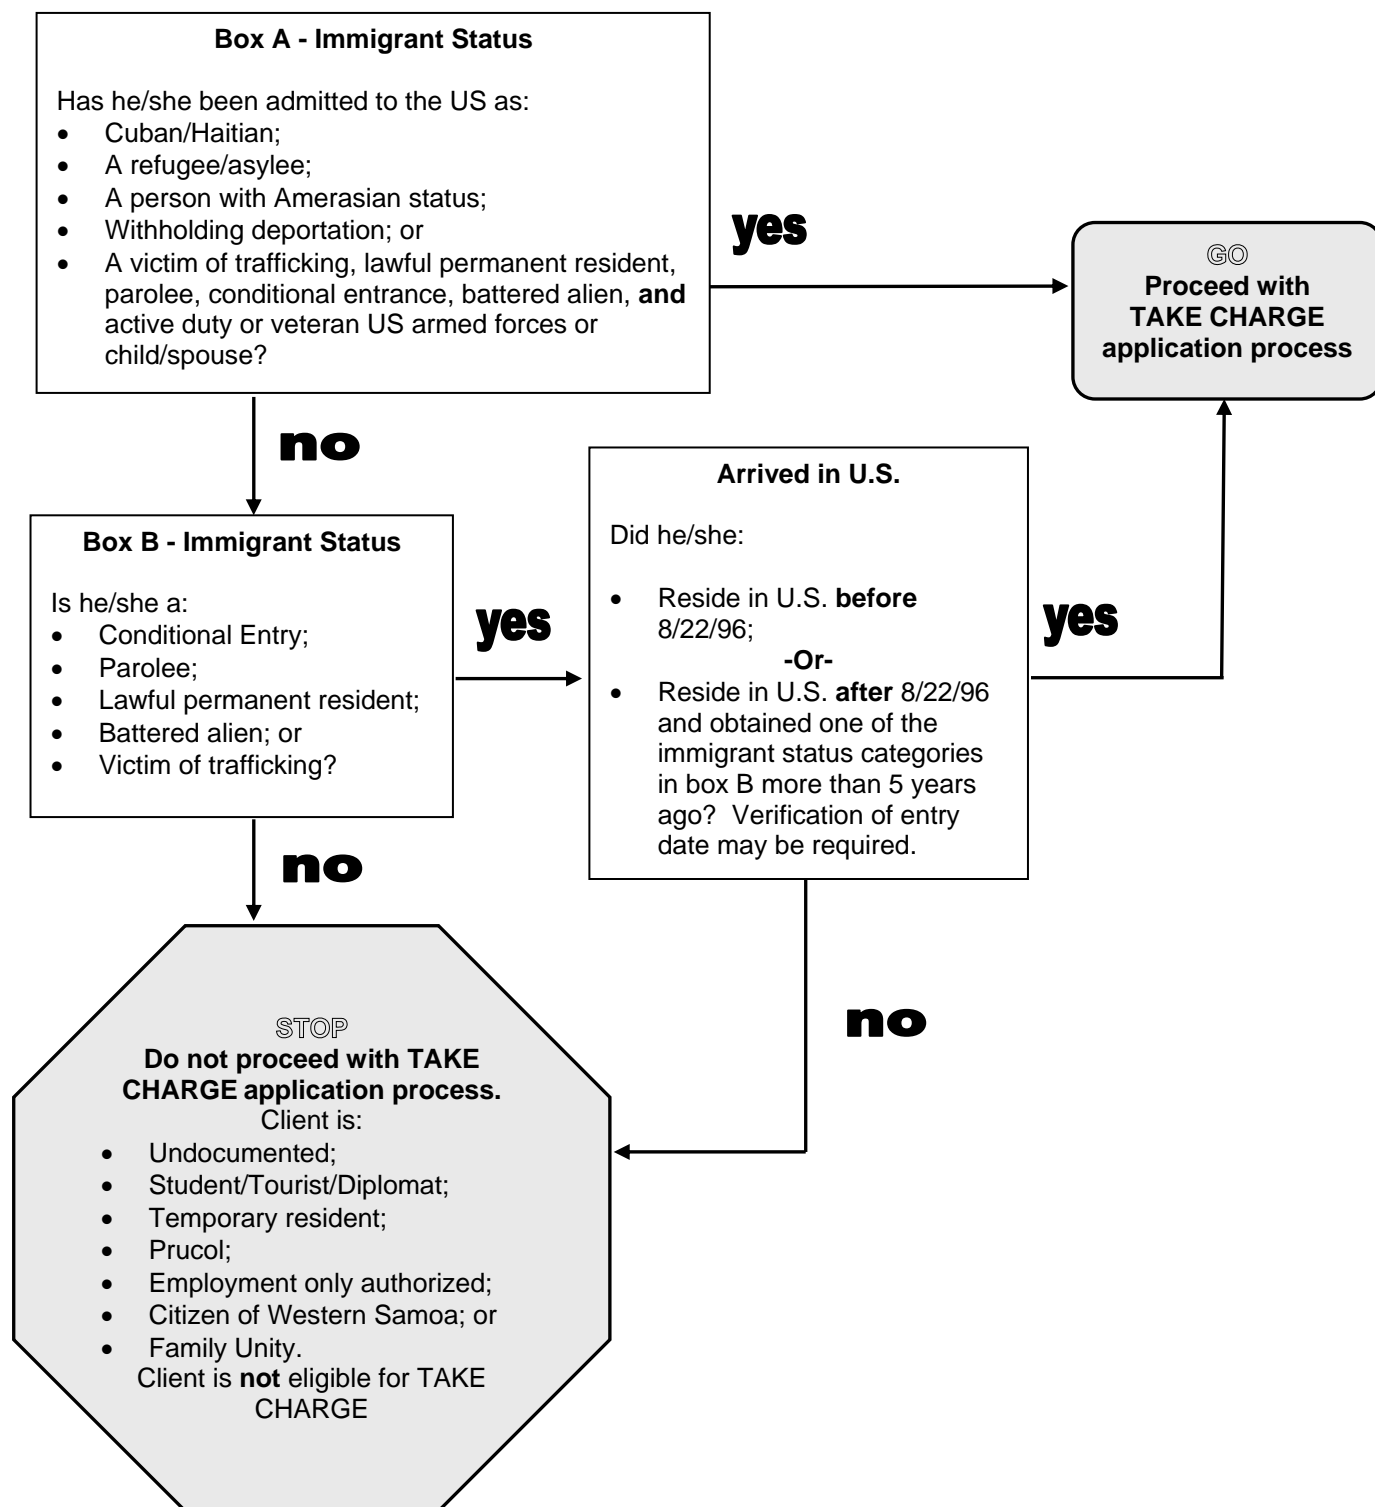 Box A - Immigrant Status
Has he/she been admitted to the US as:
• Cuban/Haitian;
• A refugee/asylee;
• A person with Amerasian status;
• Withholding deportation; or
• A victim of trafficking, lawful permanent resident,
parolee, conditional entrance, battered alien, and
active duty or veteran US armed forces or
child/spouse?
yes
GO
Proceed with
TAKE CHARGE
application process
no
Box B - Immigrant Status
Is he/she a:
• Conditional Entry;
• Parolee;
• Lawful permanent resident;
• Battered alien; or
• Victim of trafficking?
yes
Arrived in U.S.
Did he/she:
• Reside in U.S. before
8/22/96;
-Or-
• Reside in U.S. after 8/22/96
and obtained one of the
immigrant status categories
in box B more than 5 years
ago?  Verification of entry
date may be required.
yes
no
no
STOP
Do not proceed with TAKE
CHARGE application process.
Client is:
• Undocumented;
• Student/Tourist/Diplomat;
• Temporary resident;
• Prucol;
• Employment only authorized;
• Citizen of Western Samoa; or
• Family Unity.
Client is not eligible for TAKE
CHARGE